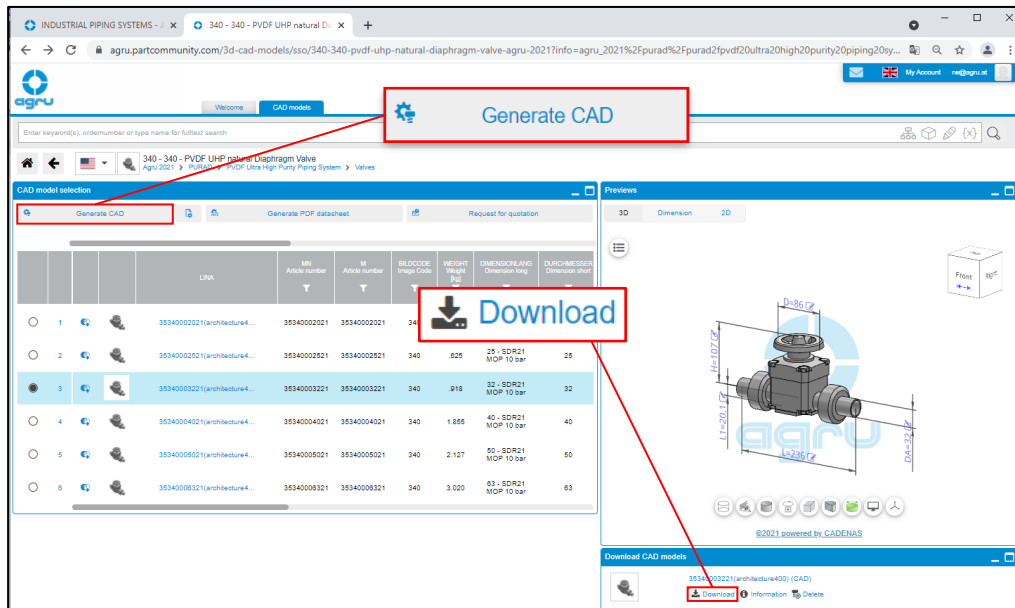 INDUSTRIAL PIPING SYSTEMS - A
340 - 340 - PVDF UHP natural Dia
agru.partcommunity.com/3d-cad-models/sso/340-340-pvdf-uhp-natural-diaphragm-valve-agru-2021?info=agru_2021%2Fpurad%2Fpurad2fpvdf20ultra20high20purity20piping20sy...
agru
Welcome
CAD models
My Account
ne@agru.at
Generate CAD
Enter keyword(s), ordernumber or type name for fulltext search
340 - 340 - PVDF UHP natural Diaphragm Valve
Agru 2021 > PURAD > PVDF Ultra High Purity Piping System > Valves
CAD model selection
Generate CAD
Generate PDF datasheet
Request for quotation
LINA
MN Article number
M Article number
BILDCODE Image Code
WEIGHT Weight [kg]
DIMENSIONLANG Dimension long
DURCHMESSER Dimension short
1 35340002021(architecture4... 35340002021 35340002021
Download
2 35340002521(architecture4... 35340002521 35340002521 340 .625 25 - SDR21 MOP 10 bar 25
3 35340003221(architecture4... 35340003221 35340003221 340 .918 32 - SDR21 MOP 10 bar 32
4 35340004021(architecture4... 35340004021 35340004021 340 1.855 40 - SDR21 MOP 10 bar 40
5 35340005021(architecture4... 35340005021 35340005021 340 2.127 50 - SDR21 MOP 10 bar 50
6 35340006321(architecture4... 35340006321 35340006321 340 3.020 63 - SDR21 MOP 10 bar 63
Previews
3D
Dimension
2D
Front
Right
D=86
H=107
L1=20.1
L=236
DA=32
agru
©2021 powered by CADENAS
Download CAD models
35340003221(architecture400) (CAD)
Download Information Delete